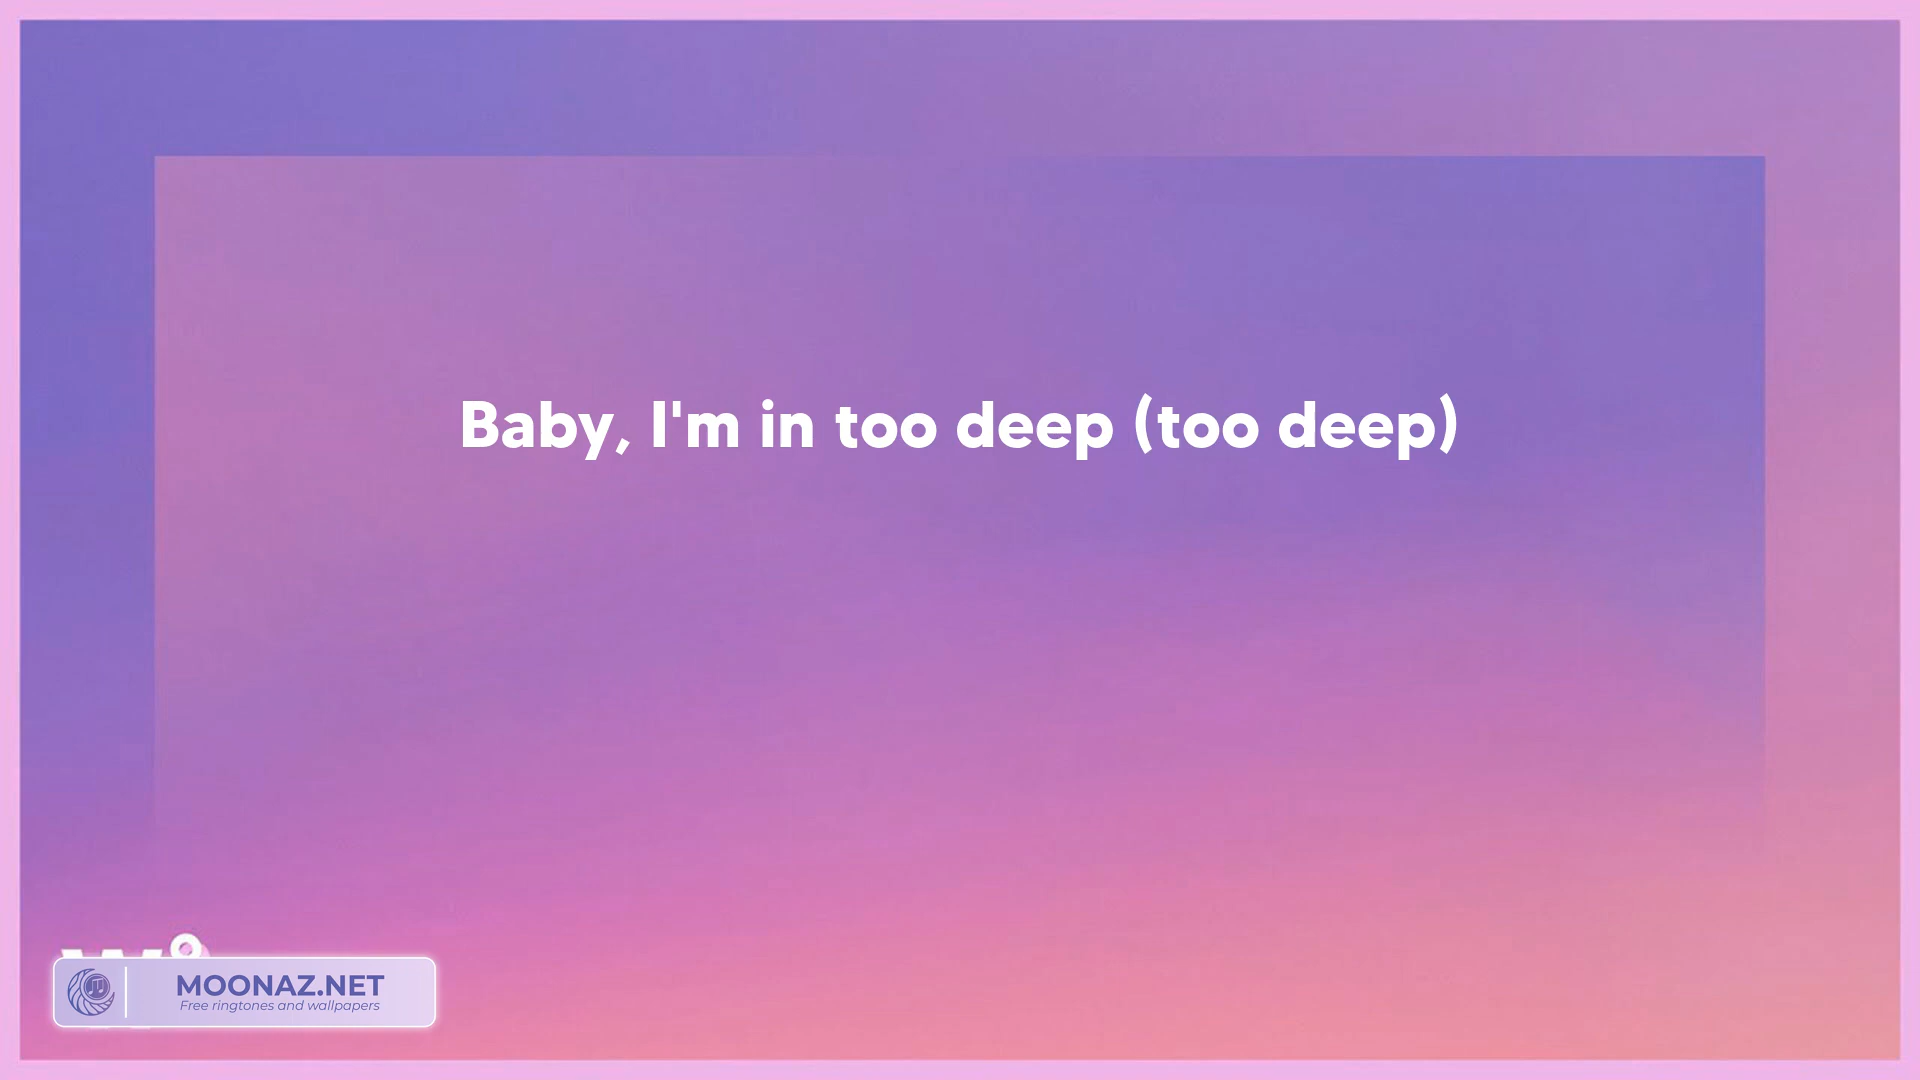 Baby, I'm in too deep (too deep)
MOONAZ.NET
Free ringtones and wallpapers